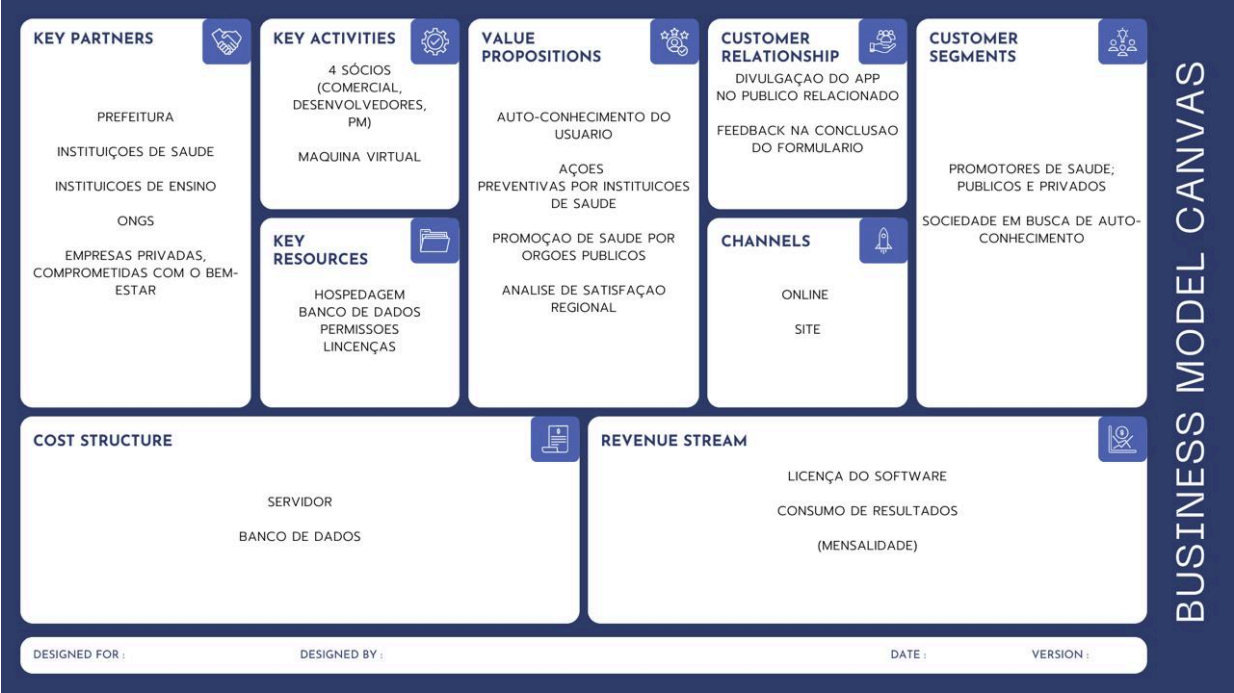 KEY PARTNERS
PREFEITURA
INSTITUIÇOES DE SAUDE
INSTITUICOES DE ENSINO
ONGS
EMPRESAS PRIVADAS,
COMPROMETIDAS COM O BEM-
ESTAR
KEY ACTIVITIES
4 SÓCIOS
(COMERCIAL,
DESENVOLVEDORES,
PM)
MAQUINA VIRTUAL
KEY
RESOURCES
HOSPEDAGEM
BANCO DE DADOS
PERMISSOES
LINCENÇAS
VALUE
PROPOSITIONS
AUTO-CONHECIMENTO DO
USUARIO
AÇOES
PREVENTIVAS POR INSTITUICOES
DE SAUDE
PROMOÇAO DE SAUDE POR
ORGOES PUBLICOS
ANALISE DE SATISFAÇAO
REGIONAL
CUSTOMER
RELATIONSHIP
DIVULGAÇAO DO APP
NO PUBLICO RELACIONADO
FEEDBACK NA CONCLUSAO
DO FORMULARIO
CHANNELS
ONLINE
SITE
CUSTOMER
SEGMENTS
PROMOTORES DE SAUDE;
PUBLICOS E PRIVADOS
SOCIEDADE EM BUSCA DE AUTO-
CONHECIMENTO
COST STRUCTURE
SERVIDOR
BANCO DE DADOS
REVENUE STREAM
LICENÇA DO SOFTWARE
CONSUMO DE RESULTADOS
(MENSALIDADE)
DESIGNED FOR :
DESIGNED BY :
DATE :
VERSION :
BUSINESS MODEL CANVAS